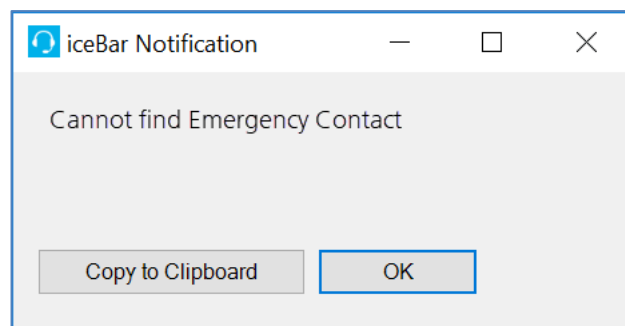 iceBar Notification
Cannot find Emergency Contact
Copy to Clipboard OK